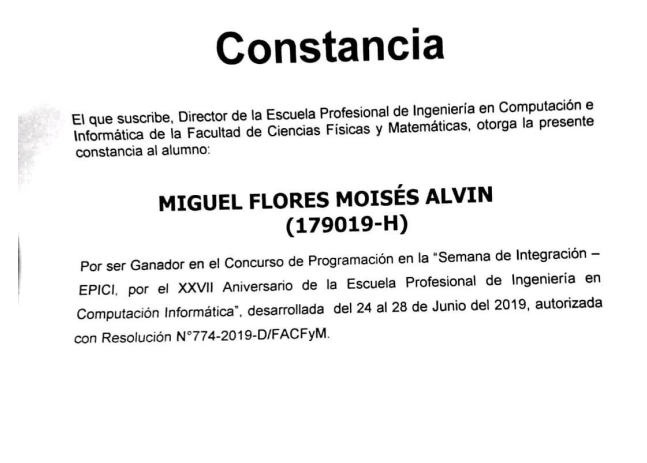 Constancia
El que suscribe, Director de la Escuela Profesional de Ingeniería en Computación e
Informática de la Facultad de Ciencias Físicas y Matemáticas, otorga la presente
constancia al alumno:
MIGUEL FLORES MOISÉS ALVIN
(179019-H)
Por ser Ganador en el Concurso de Programación en la “Semana de Integración –
EPICI, por el XXVII Aniversario de la Escuela Profesional de Ingeniería en
Computación Informática”, desarrollada del 24 al 28 de Junio del 2019, autorizada
con Resolución N°774-2019-D/FACFyM.